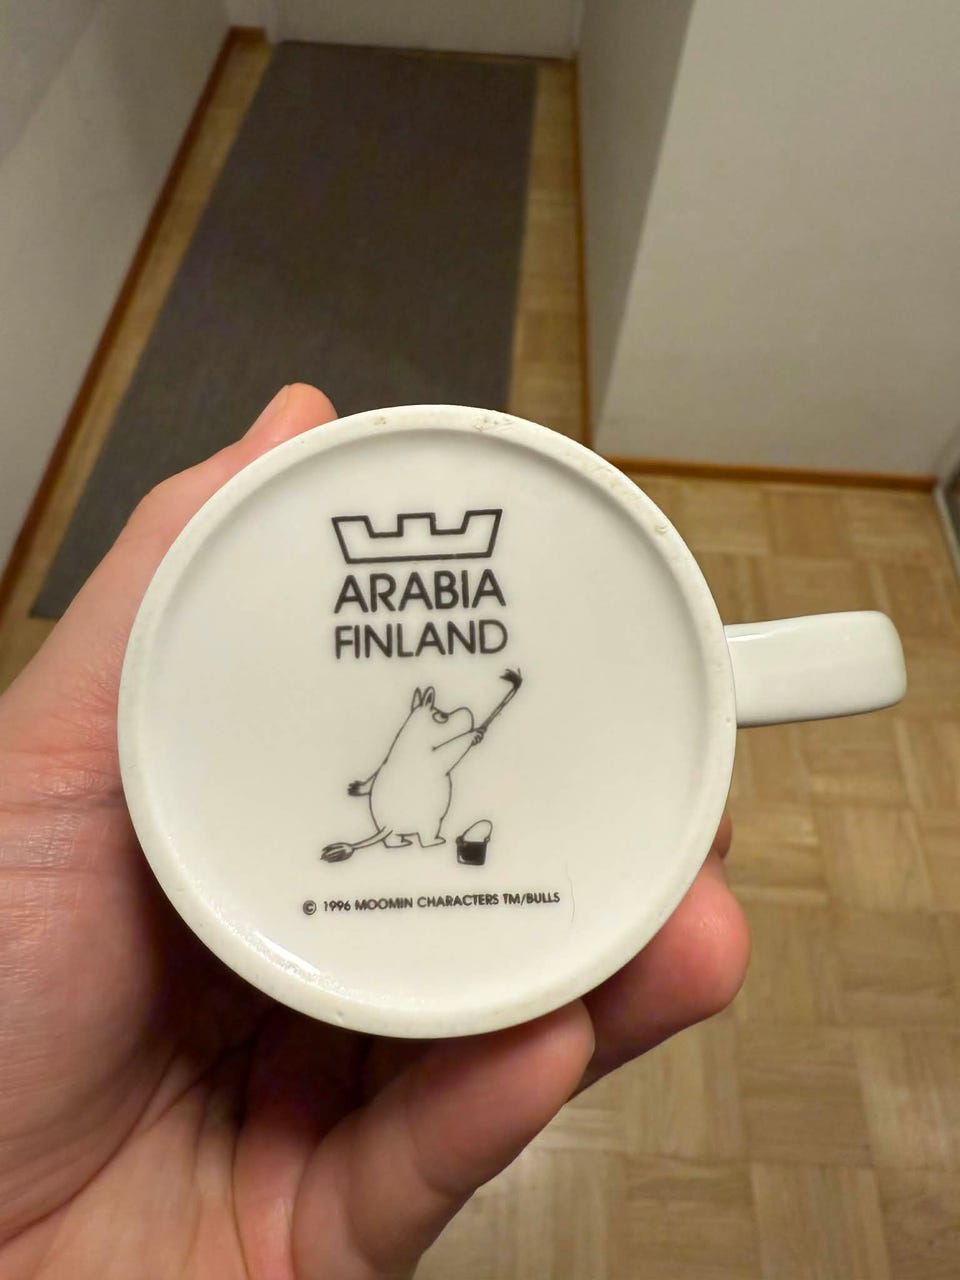 ARABIA
FINLAND
© 1996 MOOMIN CHARACTERS TM/BULLS